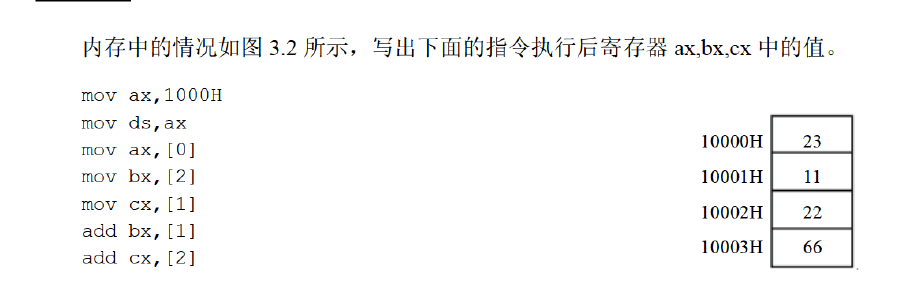 内存中的情况如图 3.2 所示，写出下面的指令执行后寄存器 ax,bx,cx 中的值。
mov ax,1000H
mov ds,ax
mov ax,[0]
mov bx,[2]
mov cx,[1]
add bx,[1]
add cx,[2]
10000H 23
10001H 11
10002H 22
10003H 66